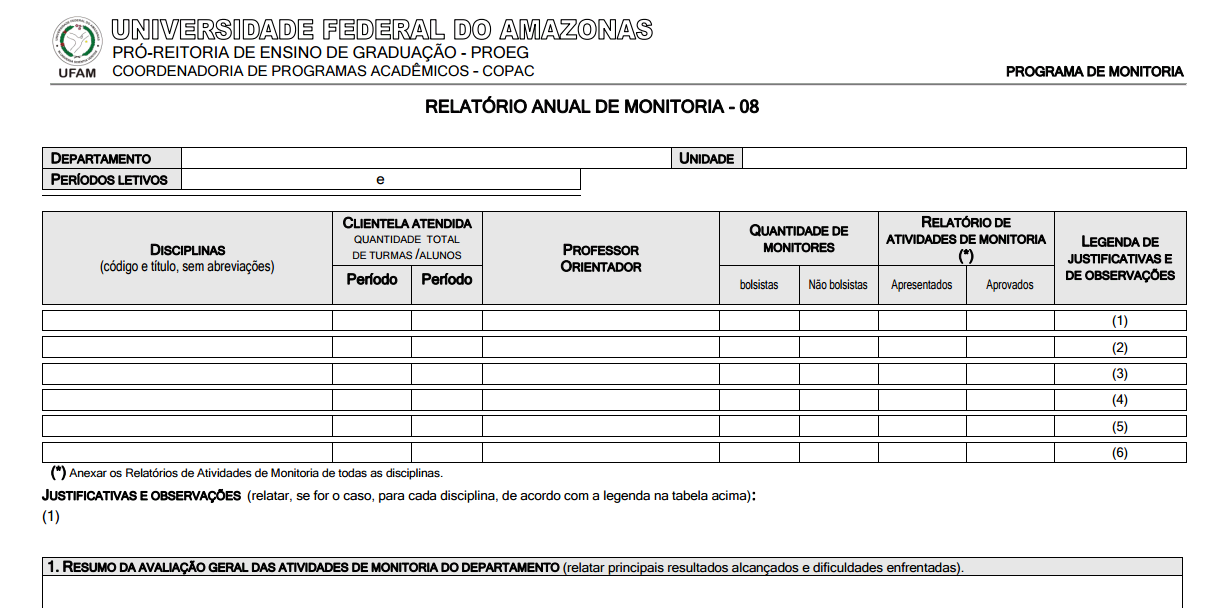 UNIVERSIDADE FEDERAL DO AMAZONAS
PRÓ-REITORIA DE ENSINO DE GRADUAÇÃO - PROEG
COORDENADORIA DE PROGRAMAS ACADÊMICOS - COPAC
UFAM
PROGRAMA DE MONITORIA
RELATÓRIO ANUAL DE MONITORIA - 08
DEPARTAMENTO
UNIDADE
PERÍODOS LETIVOS
e
DISCIPLINAS
(código e título, sem abreviações)
CLIENTELA ATENDIDA
QUANTIDADE TOTAL
DE TURMAS /ALUNOS
Período Período
PROFESSOR
ORIENTADOR
QUANTIDADE DE
MONITORES
bolsistas Não bolsistas
RELATÓRIO DE
ATIVIDADES DE MONITORIA
(*)
Apresentados Aprovados
LEGENDA DE
JUSTIFICATIVAS E
DE OBSERVAÇÕES
(1)
(2)
(3)
(4)
(5)
(6)
(*) Anexar os Relatórios de Atividades de Monitoria de todas as disciplinas.
JUSTIFICATIVAS E OBSERVAÇÕES (relatar, se for o caso, para cada disciplina, de acordo com a legenda na tabela acima):
(1)
1. RESUMO DA AVALIAÇÃO GERAL DAS ATIVIDADES DE MONITORIA DO DEPARTAMENTO (relatar principais resultados alcançados e dificuldades enfrentadas).